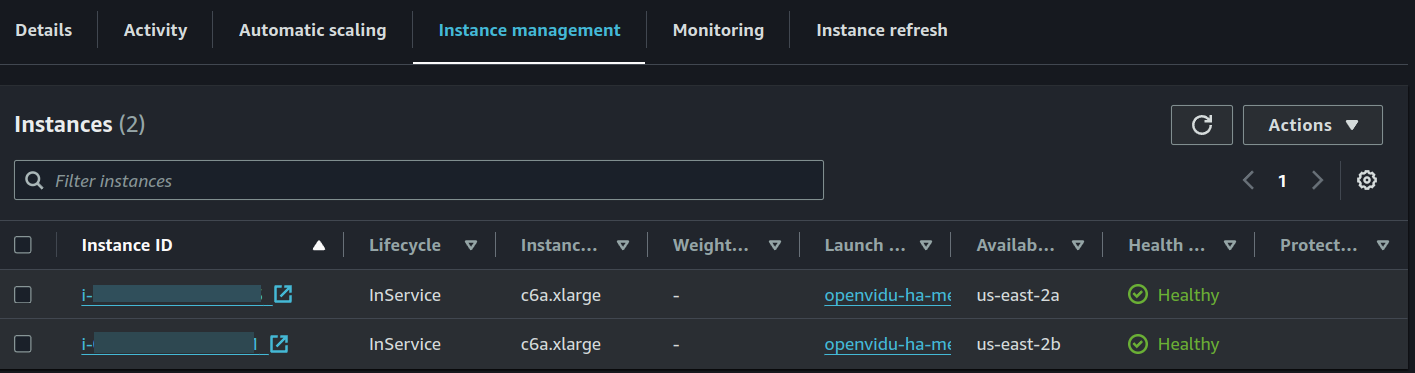 Details Activity Automatic scaling Instance management Monitoring Instance refresh
Instances (2) Actions
Filter instances 1
Instance ID Lifecycle Instanc... Weight... Launch ... Availab... Health ... Protect...
i- InService c6a.xlarge - openvidu-ha-me us-east-2a Healthy
i- InService c6a.xlarge - openvidu-ha-me us-east-2b Healthy